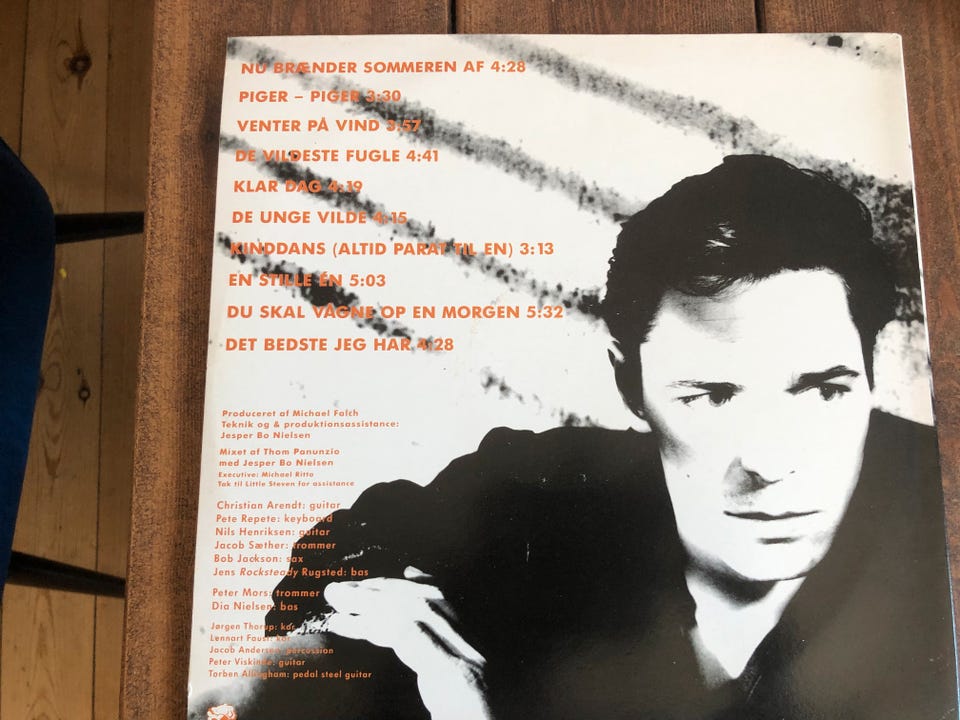 NU BRÆNDER SOMMEREN AF 4:28
PIGER – PIGER 3:30
VENTER PÅ VIND 3:57
DE VILDESTE FUGLE 4:41
KLAR DAG 4:19
DE UNGE VILDE 4:15
KINDDANS (ALTID PARAT TIL EN) 3:13
EN STILLE ÉN 5:03
DU SKAL VÅGNE OP EN MORGEN 5:32
DET BEDSTE JEG HAR 4:28
Produceret af Michael Falch
Teknik og & produktionsassistance:
Jesper Bo Nielsen
Mixet af Thom Panunzio
med Jesper Bo Nielsen
Executive: Michael Ritto
Tak til Little Steven for assistance
Christian Arendt: guitar
Pete Repete: keyboard
Nils Henriksen: guitar
Jacob Sæther: trommer
Bob Jackson: sax
Jens Rocksteady Rugsted: bas
Peter Mors: trommer
Dia Nielsen: bas
Jørgen Thorup: kor
Lennart Faust: kor
Jacob Andersen: percussion
Peter Viskinde: guitar
Torben Allingham: pedal steel guitar